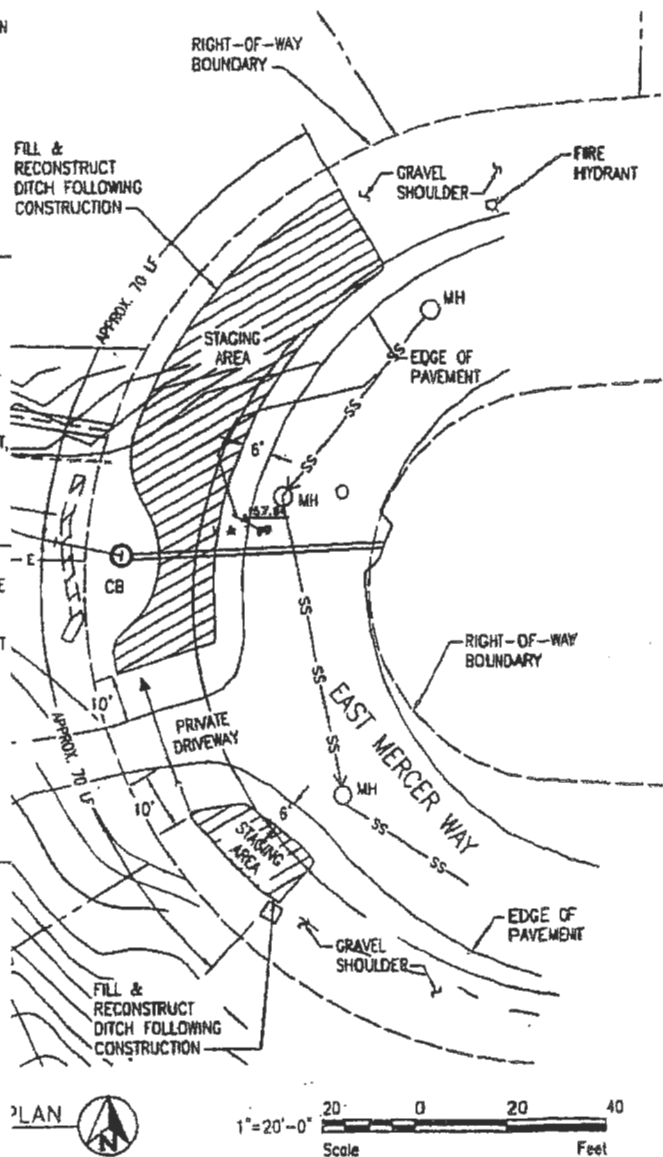 N
RIGHT-OF-WAY
BOUNDARY
FILL &
RECONSTRUCT
DITCH FOLLOWING
CONSTRUCTION
GRAVEL
SHOULDER
FIRE
HYDRANT
APPROX. 70 LF
STAGING
AREA
MH
SS
EDGE OF
PAVEMENT
SS
6'
T,
MH
E
CB
E
T
SS
RIGHT-OF-WAY
BOUNDARY
SS
10'
PRIVATE
DRIVEWAY
EAST MERCER WAY
APPROX. 70 LF
SS
10'
MH
6'
STAGING
AREA
SS
SS
EDGE OF
PAVEMENT
GRAVEL
SHOULDER
FILL &
RECONSTRUCT
DITCH FOLLOWING
CONSTRUCTION
PLAN
N
1"=20'-0"
20 0 20 40
Scale Feet